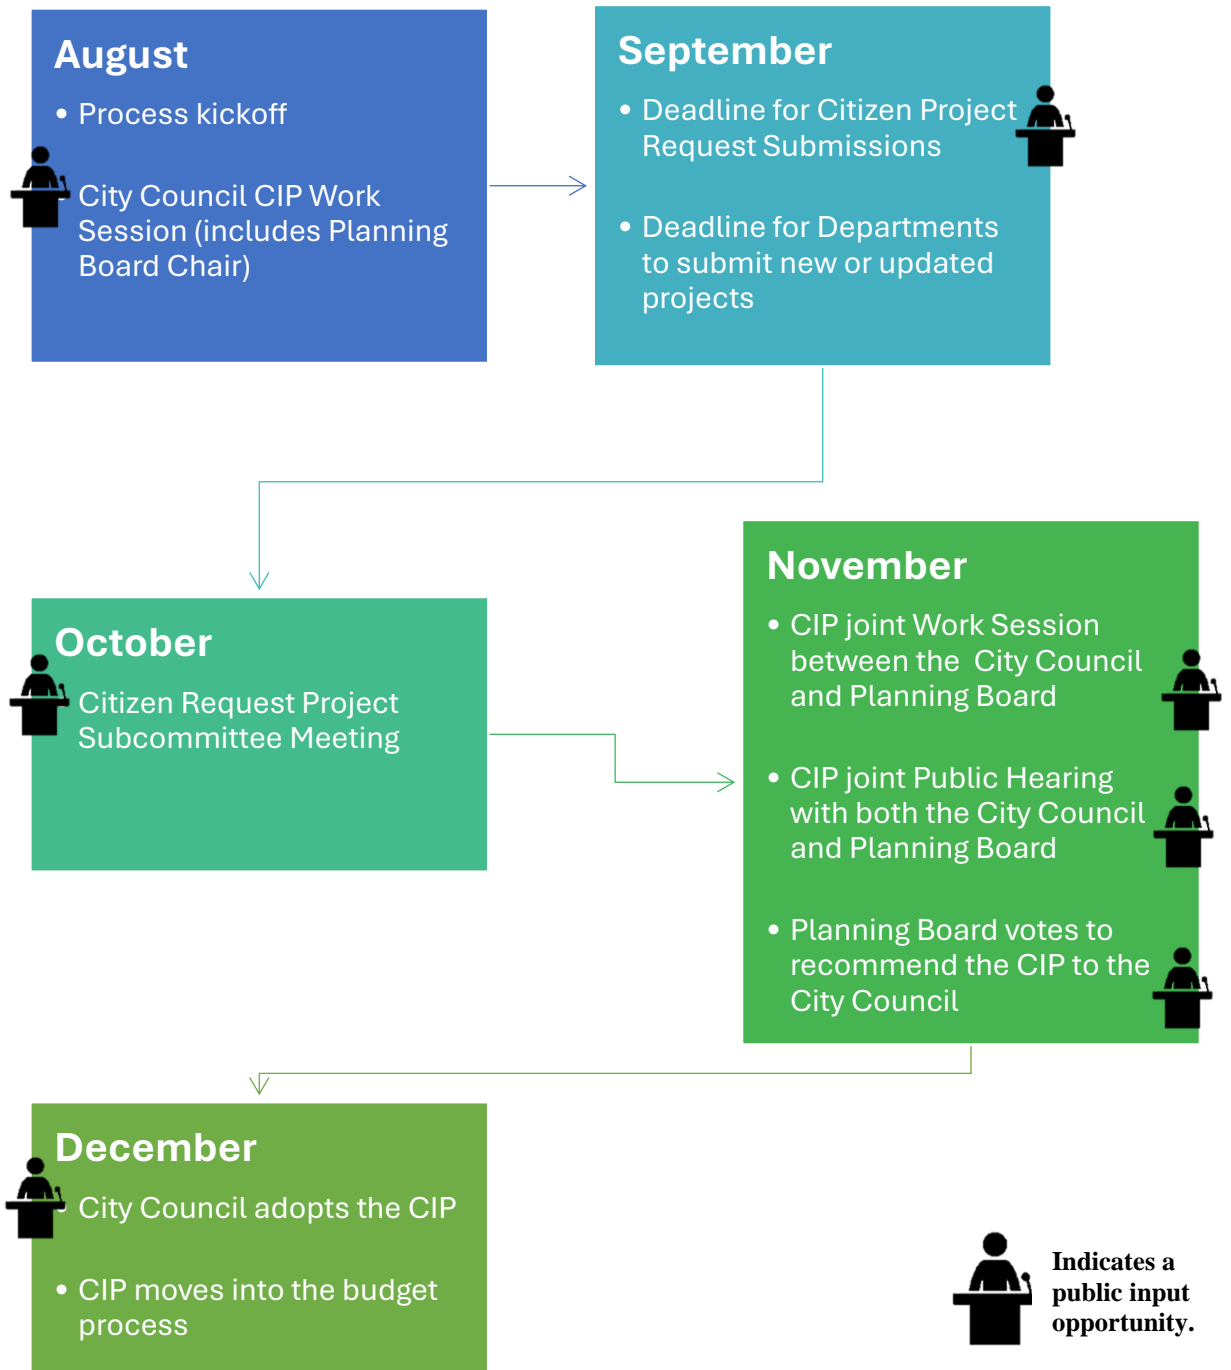 August
• Process kickoff
City Council CIP Work
Session (includes Planning
Board Chair)
September
• Deadline for Citizen Project
Request Submissions
• Deadline for Departments
to submit new or updated
projects
October
Citizen Request Project
Subcommittee Meeting
November
• CIP joint Work Session
between the City Council
and Planning Board
• CIP joint Public Hearing
with both the City Council
and Planning Board
• Planning Board votes to
recommend the CIP to the
City Council
December
• City Council adopts the CIP
• CIP moves into the budget
process
Indicates a
public input
opportunity.